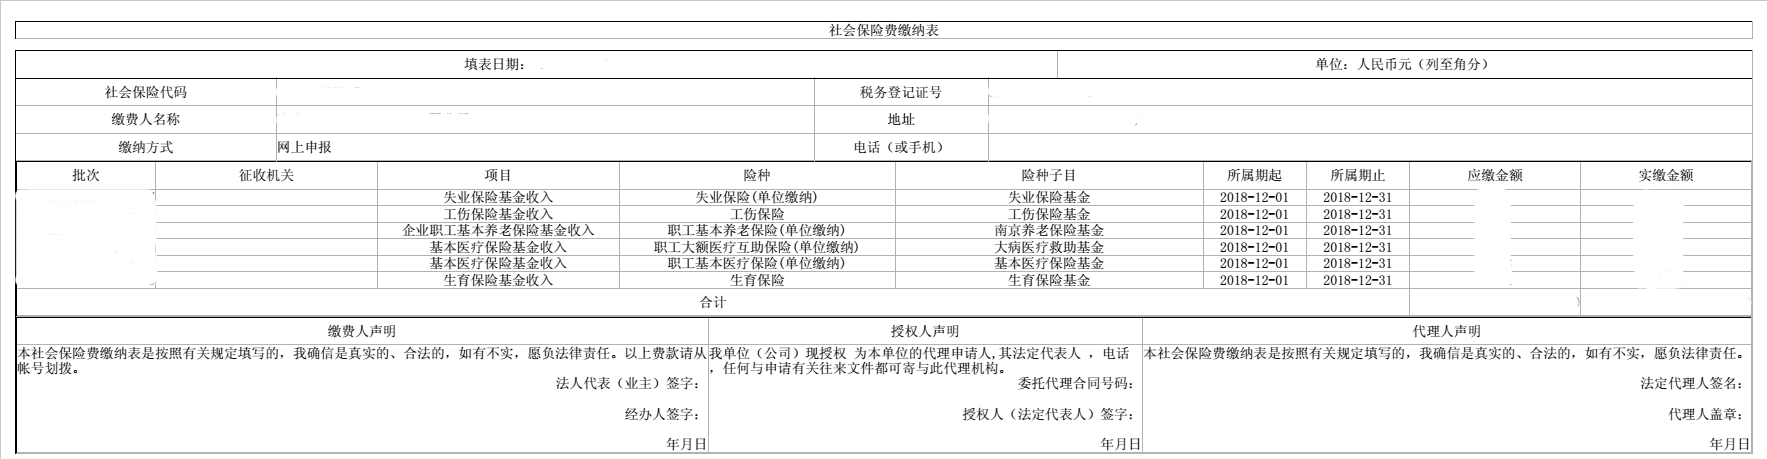 社会保险费缴纳表
填表日期： 单位：人民币元（列至角分）
社会保险代码 税务登记证号
缴费人名称 地址
缴纳方式 网上申报 电话（或手机）
批次 征收机关 项目 险种 险种子目 所属期起 所属期止 应缴金额 实缴金额
失业保险基金收入 失业保险(单位缴纳) 失业保险基金 2018-12-01 2018-12-31
工伤保险基金收入 工伤保险 工伤保险基金 2018-12-01 2018-12-31
企业职工基本养老保险基金收入 职工基本养老保险(单位缴纳) 南京养老保险基金 2018-12-01 2018-12-31
基本医疗保险基金收入 职工大额医疗互助保险(单位缴纳) 大病医疗救助基金 2018-12-01 2018-12-31
基本医疗保险基金收入 职工基本医疗保险(单位缴纳) 基本医疗保险基金 2018-12-01 2018-12-31
生育保险基金收入 生育保险 生育保险基金 2018-12-01 2018-12-31
合计
缴费人声明 授权人声明 代理人声明
本社会保险费缴纳表是按照有关规定填写的，我确信是真实的、合法的，如有不实，愿负法律责任。以上费款请从
帐号划拨。
法人代表（业主）签字：
经办人签字：
年月日
我单位（公司）现授权 为本单位的代理申请人,其法定代表人 ，电话
，任何与申请有关往来文件都可寄与此代理机构。
委托代理合同号码：
授权人（法定代表人）签字：
年月日
本社会保险费缴纳表是按照有关规定填写的，我确信是真实的、合法的，如有不实，愿负法律责任。
法定代理人签名：
代理人盖章：
年月日